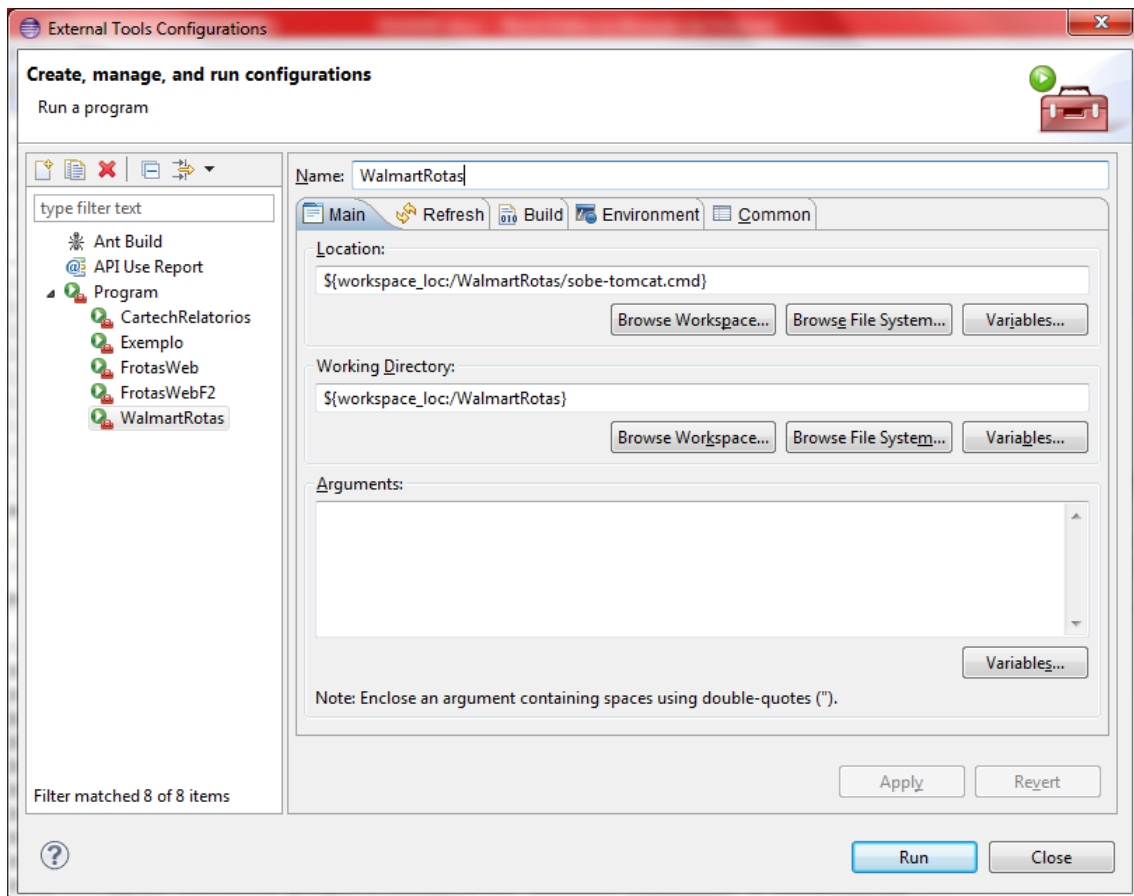 External Tools Configurations
Create, manage, and run configurations
Run a program
type filter text
Ant Build
API Use Report
Program
CartechRelatorios
Exemplo
FrotasWeb
FrotasWebF2
WalmartRotas
Filter matched 8 of 8 items
Name: WalmartRotas
Main Refresh Build Environment Common
Location:
${workspace_loc:/WalmartRotas/sobe-tomcat.cmd}
Browse Workspace... Browse File System... Variables...
Working Directory:
${workspace_loc:/WalmartRotas}
Browse Workspace... Browse File System... Variables...
Arguments:
Variables...
Note: Enclose an argument containing spaces using double-quotes (").
Apply Revert
Run Close